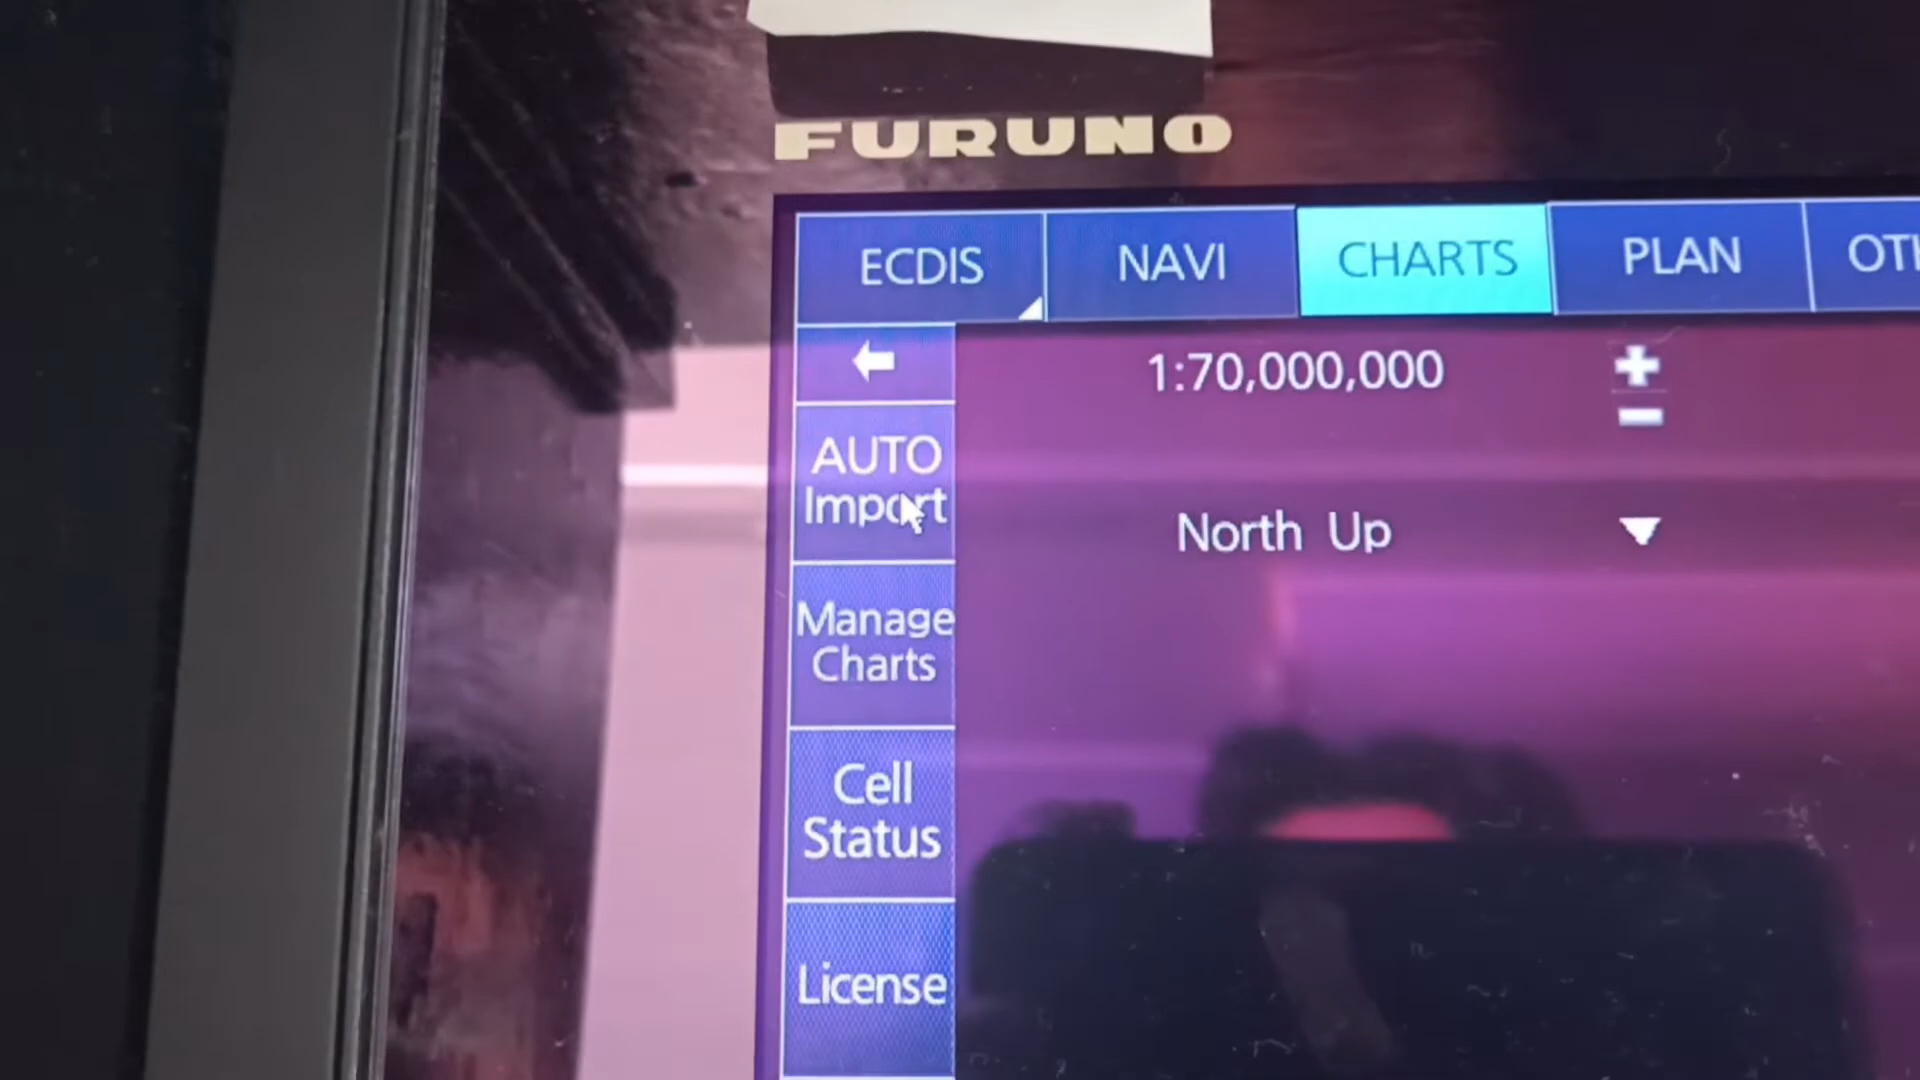 FURUNO
ECDIS NAVI CHARTS PLAN
1:70,000,000
AUTO
Import
North Up
Manage
Charts
Cell
Status
License